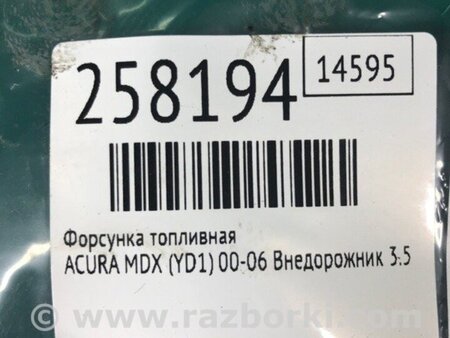 258194
14595
Форсунка топливная
ACURA MDX (YD1) 00-06 Внедорожник 3.5
www.razborki.com